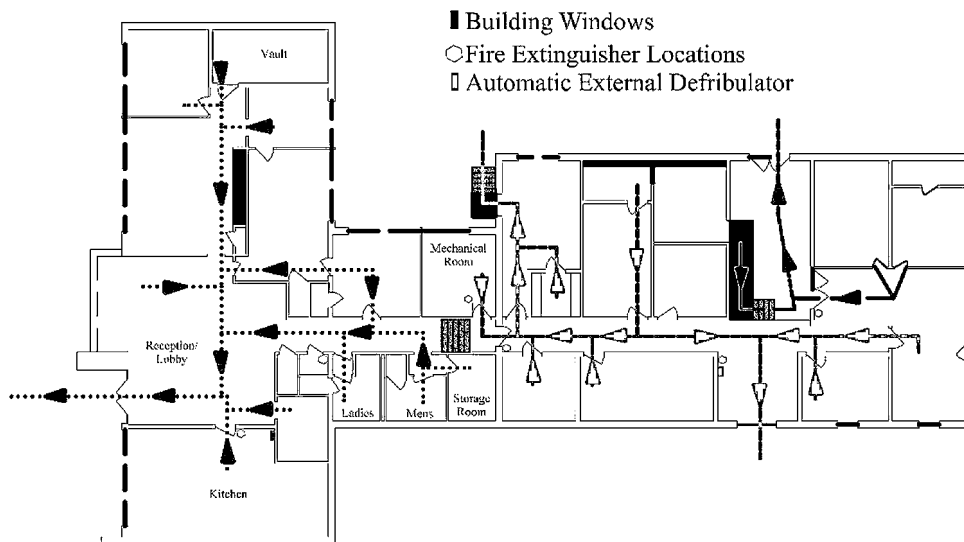 Building Windows
Fire Extinguisher Locations
Automatic External Defribulator
Vault
Mechanical
Room
Reception/
Lobby
Ladies
Mens
Storage
Room
Kitchen